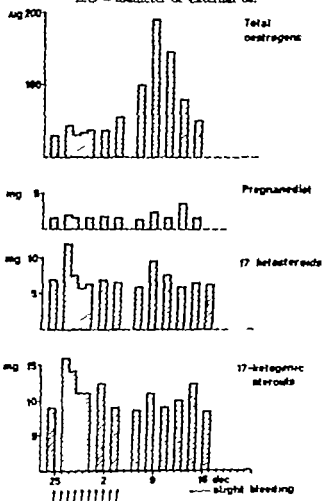 µg 200
Total
oestrogens
100
mg 5
Pregnanediol
mg 10
17 ketosteroids
5
mg 15
17-ketogenic
steroids
10
5
25 2 9 16 dec
slight bleeding